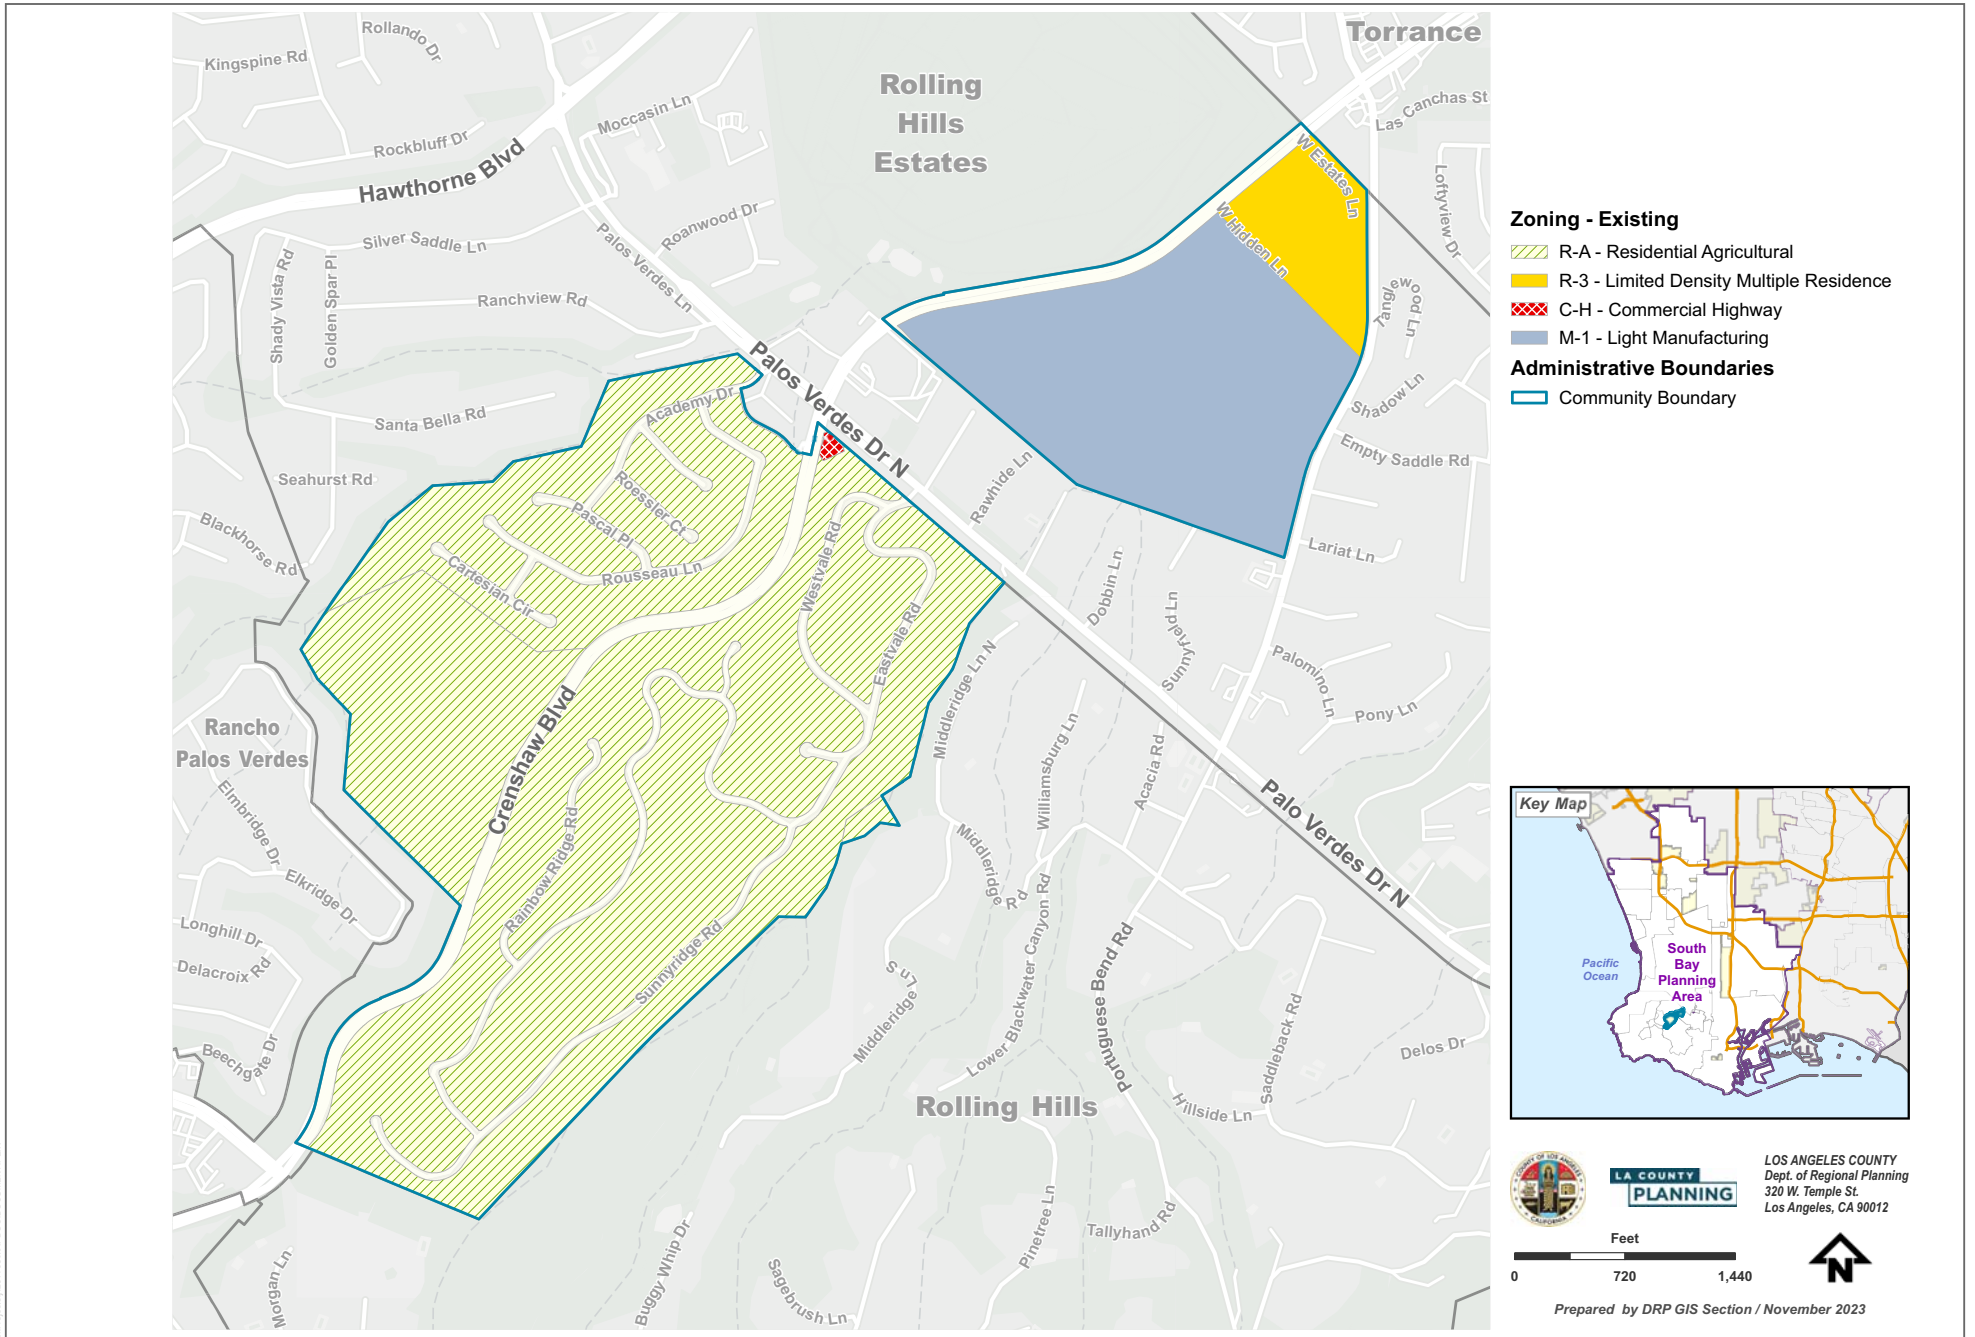 Rollando Dr
Kingspine Rd
Torrance
Rolling
Hills
Estates
Moccasin Ln
Las Canchas St
Rockbluff Dr
Hawthorne Blvd
W Estates Ln
Loftyview Dr
Roanwood Dr
W Hidden Ln
Silver Saddle Ln
Palos Verdes Ln
Shady Vista Rd
Golden Spar Pl
Ranchview Rd
Tanglewood Ln
Palos Verdes Dr N
Academy Dr
Santa Bella Rd
Shadow Ln
Empty Saddle Rd
Seahurst Rd
Rawhide Ln
Roessler Ct
Pascal Pl
Blackhorse Rd
Cartesian Cir
Rousseau Ln
Westvale Rd
Lariat Ln
Dobbin Ln
Eastvale Rd
Sunnyfield Ln
Middleridge Ln N
Palomino Ln
Pony Ln
Crenshaw Blvd
Rancho
Palos Verdes
Williamsburg Ln
Acacia Rd
Elmbridge Dr
Rainbow Ridge Rd
Middleridge Rd
Palo Verdes Dr N
Elkridge Dr
Longhill Dr
Delacroix Rd
Sunnyridge Rd
Middleridge Ln S
Lower Blackwater Canyon Rd
Portuguese Bend Rd
Saddleback Rd
Delos Dr
Beechgate Dr
Rolling Hills
Hillside Ln
Morgan Ln
Buggy Whip Dr
Sagebrush Ln
Pinetree Ln
Tallyhand Rd
Zoning - Existing
R-A - Residential Agricultural
R-3 - Limited Density Multiple Residence
C-H - Commercial Highway
M-1 - Light Manufacturing
Administrative Boundaries
Community Boundary
Key Map
South
Bay
Planning
Area
Pacific
Ocean
COUNTY OF LOS ANGELES
CALIFORNIA
LA COUNTY
PLANNING
LOS ANGELES COUNTY
Dept. of Regional Planning
320 W. Temple St.
Los Angeles, CA 90012
Feet
0 720 1,440
N
Prepared by DRP GIS Section / November 2023